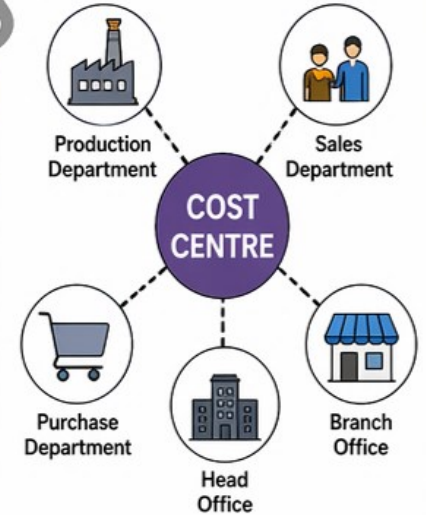 Production
Department
Sales
Department
COST
CENTRE
Purchase
Department
Head
Office
Branch
Office